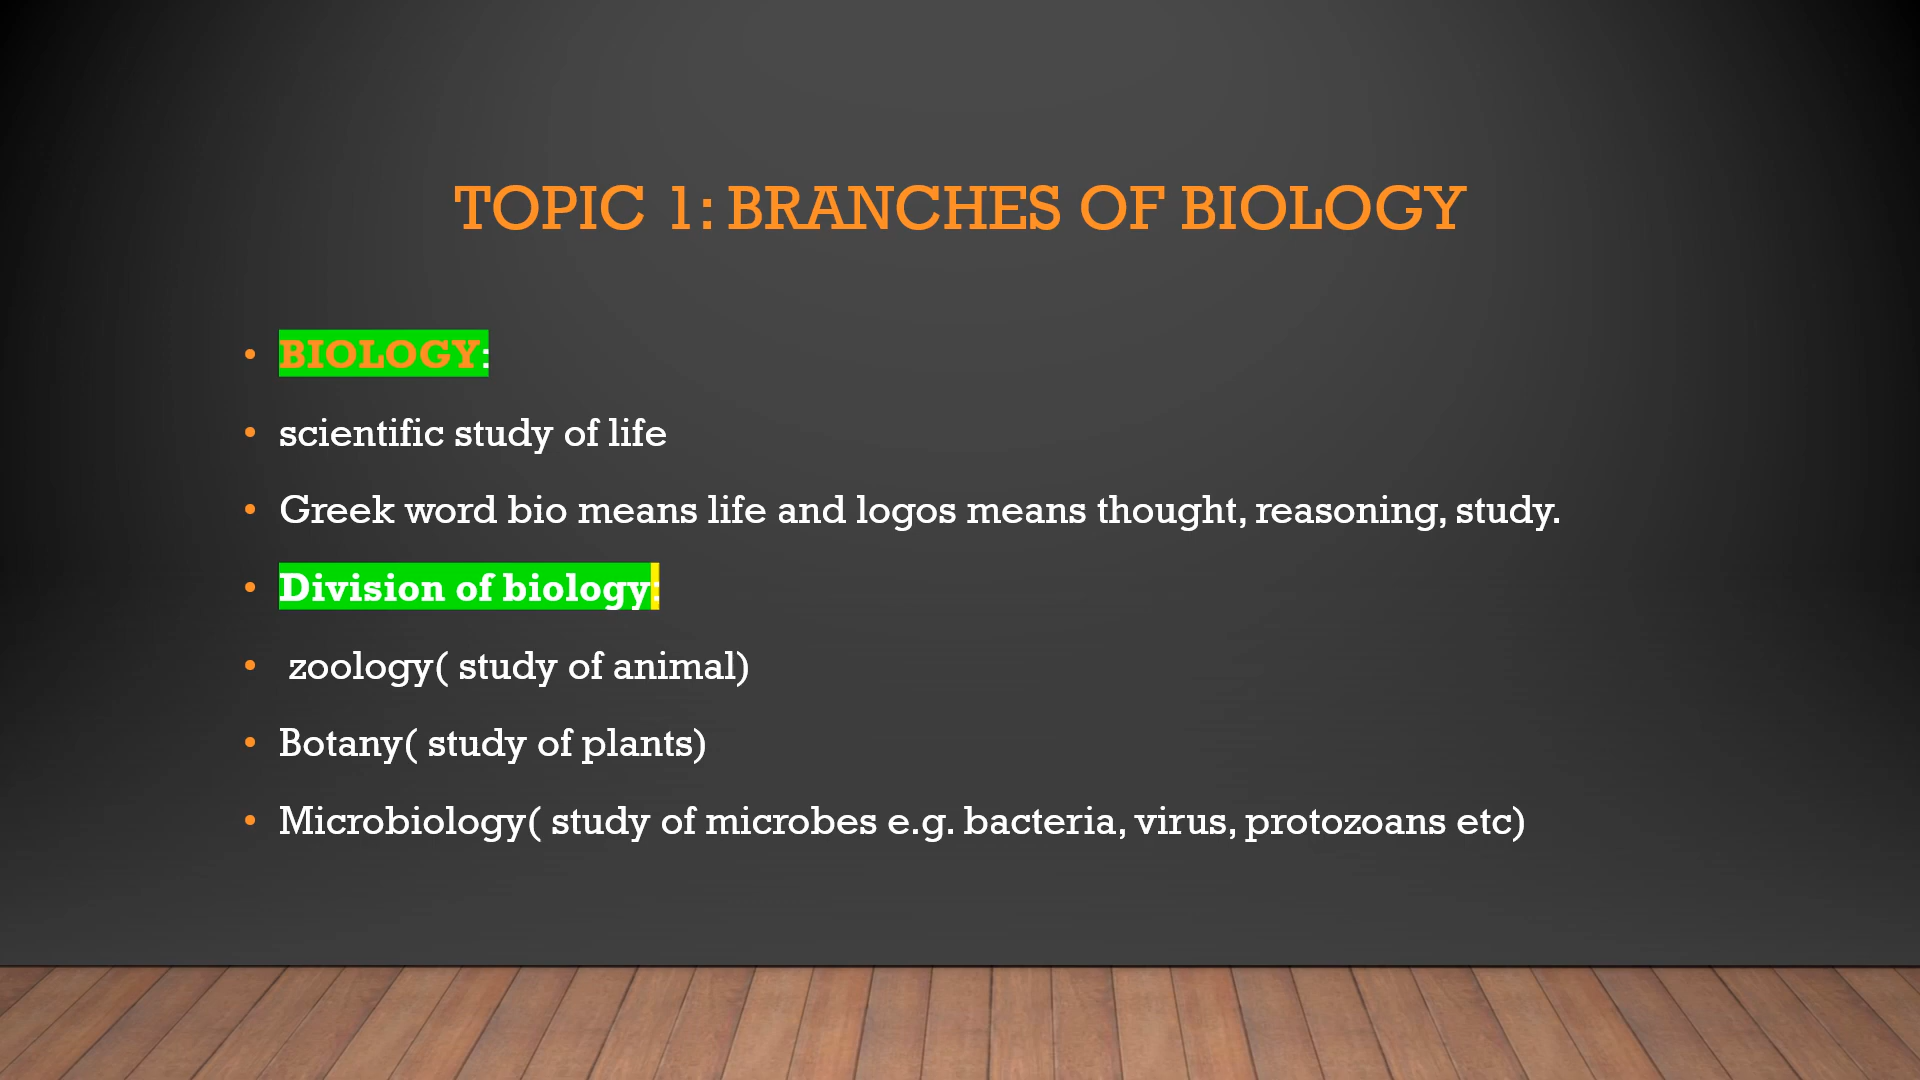 TOPIC 1: BRANCHES OF BIOLOGY
• BIOLOGY:
• scientific study of life
• Greek word bio means life and logos means thought, reasoning, study.
• Division of biology:
• zoology( study of animal)
• Botany( study of plants)
• Microbiology( study of microbes e.g. bacteria, virus, protozoans etc)